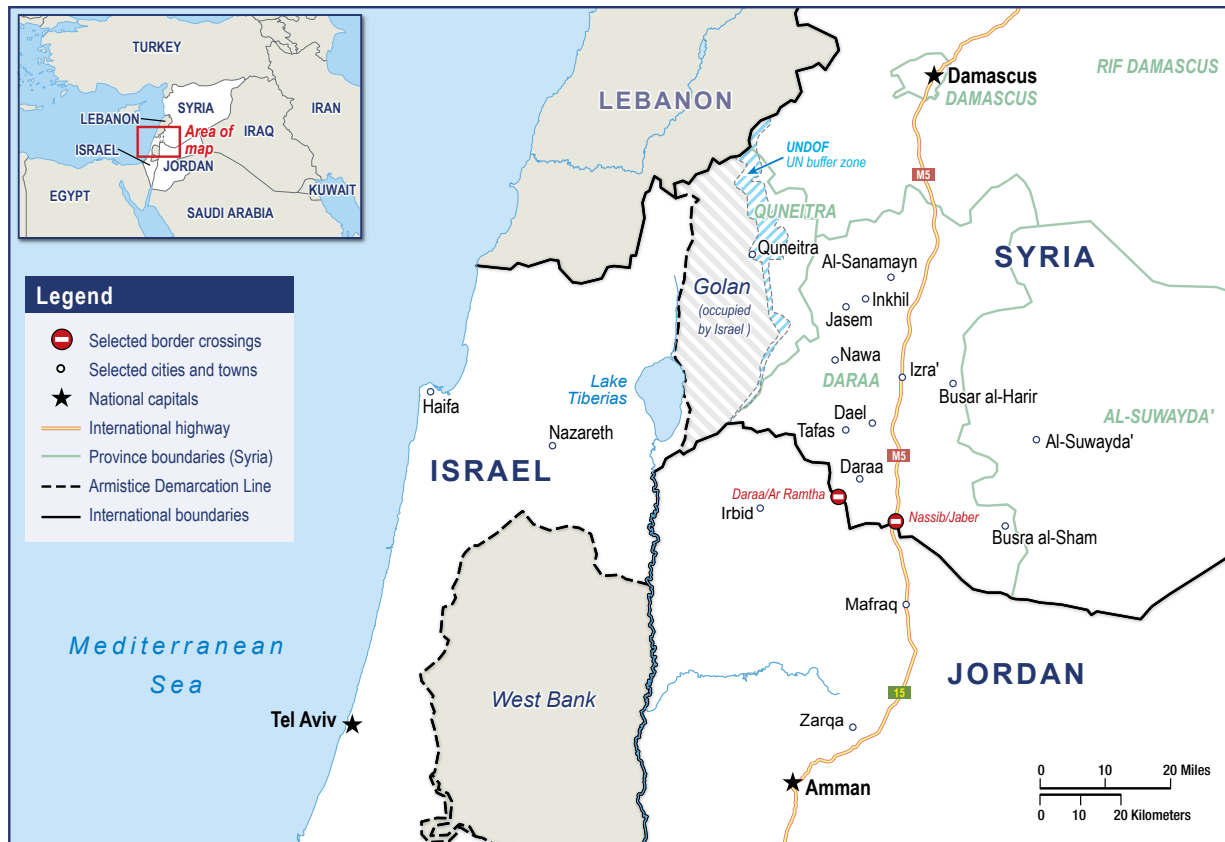 TURKEY
SYRIA
LEBANON
IRAN
Area of
map
IRAQ
ISRAEL
JORDAN
EGYPT
KUWAIT
SAUDI ARABIA
Legend
Selected border crossings
Selected cities and towns
National capitals
International highway
Province boundaries (Syria)
Armistice Demarcation Line
International boundaries
LEBANON
Damascus
DAMASCUS
RIF DAMASCUS
UNDOF
UN buffer zone
M5
QUNEITRA
Quneitra
SYRIA
Al-Sanamayn
Golan
(occupied
by Israel )
Inkhil
Jasem
Nawa
DARAA
Izra'
Busar al-Harir
Lake
Tiberias
Haifa
Nazareth
Dael
Tafas
AL-SUWAYDA'
Al-Suwayda'
ISRAEL
M5
Daraa
Daraa/Ar Ramtha
Irbid
Nassib/Jaber
Busra al-Sham
Mafraq
Mediterranean
Sea
JORDAN
West Bank
15
Tel Aviv
Zarqa
Amman
0 10 20 Miles
0 10 20 Kilometers